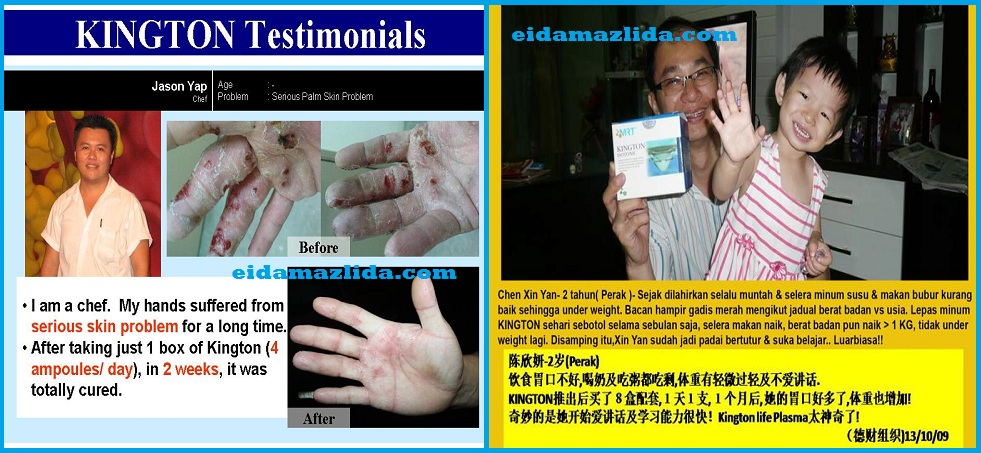 KINGTON Testimonials
Jason Yap
Chef
Age : -
Problem : Serious Palm Skin Problem
Before
eidamazlida.com
• I am a chef. My hands suffered from
serious skin problem for a long time.
• After taking just 1 box of Kington (4
ampoules/ day), in 2 weeks, it was
totally cured.
After
eidamazlida.com
MRT
KINGTON
Chen Xin Yan- 2 tahun( Perak )- Sejak dilahirkan selalu muntah & selera minum susu & makan bubur kurang
baik sehingga under weight. Bacan hampir gadis merah mengikut jadual berat badan vs usia. Lepas minum
KINGTON sehari sebotol selama sebulan saja, selera makan naik, berat badan pun naik > 1 KG, tidak under
weight lagi. Disamping itu,Xin Yan sudah jadi padai bertutur & suka belajar.. Luarbiasa!!
陈欣妍-2岁(Perak)
饮食胃口不好,喝奶及吃粥都吃剩,体重有轻微过轻及不爱讲话.
KINGTON推出后买了8盒配套,1天1支,1个月后,她的胃口好多了,体重也增加!
奇妙的是她开始爱讲话及学习能力很快! Kington life Plasma太神奇了!
(德财组织)13/10/09